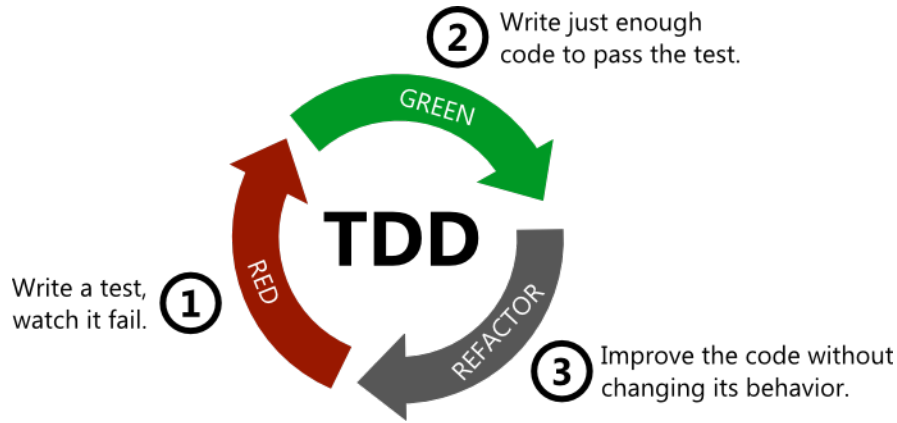 2
Write just enough
code to pass the test.
GREEN
TDD
RED
Write a test,
watch it fail.
1
REFACTOR
3
Improve the code without
changing its behavior.